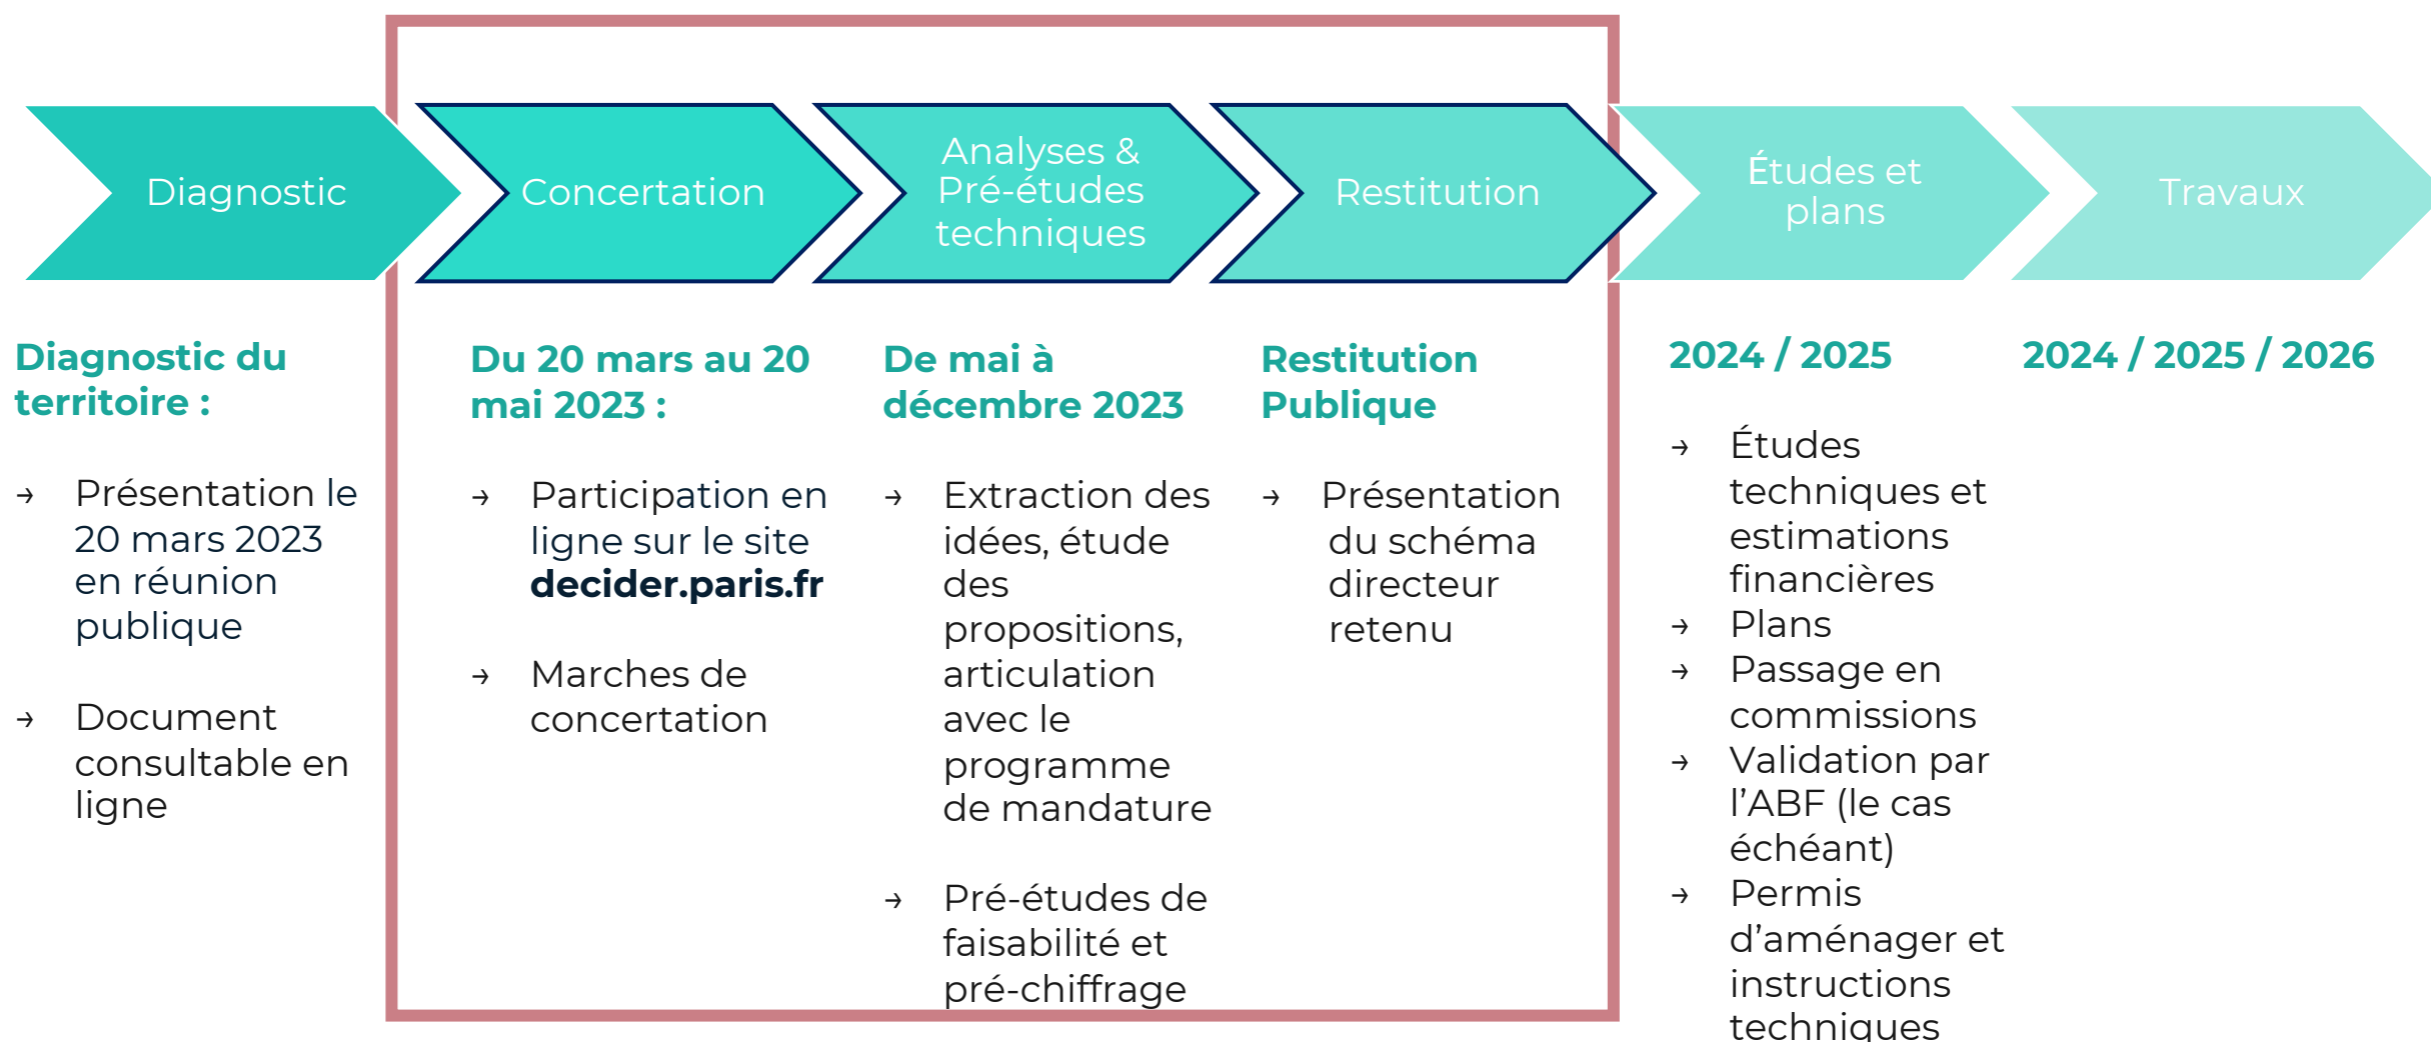 Diagnostic
Concertation
Analyses &
Pré-études
techniques
Restitution
Études et
plans
Travaux
Diagnostic du
territoire :
→ Présentation le
20 mars 2023
en réunion
publique
→ Document
consultable en
ligne
Du 20 mars au 20
mai 2023 :
→ Participation en
ligne sur le site
decider.paris.fr
→ Marches de
concertation
De mai à
décembre 2023
→ Extraction des
idées, étude
des
propositions,
articulation
avec le
programme
de mandature
→ Pré-études de
faisabilité et
pré-chiffrage
Restitution
Publique
→ Présentation
du schéma
directeur
retenu
2024 / 2025
→ Études
techniques et
estimations
financières
→ Plans
→ Passage en
commissions
→ Validation par
l’ABF (le cas
échéant)
→ Permis
d’aménager et
instructions
techniques
2024 / 2025 / 2026